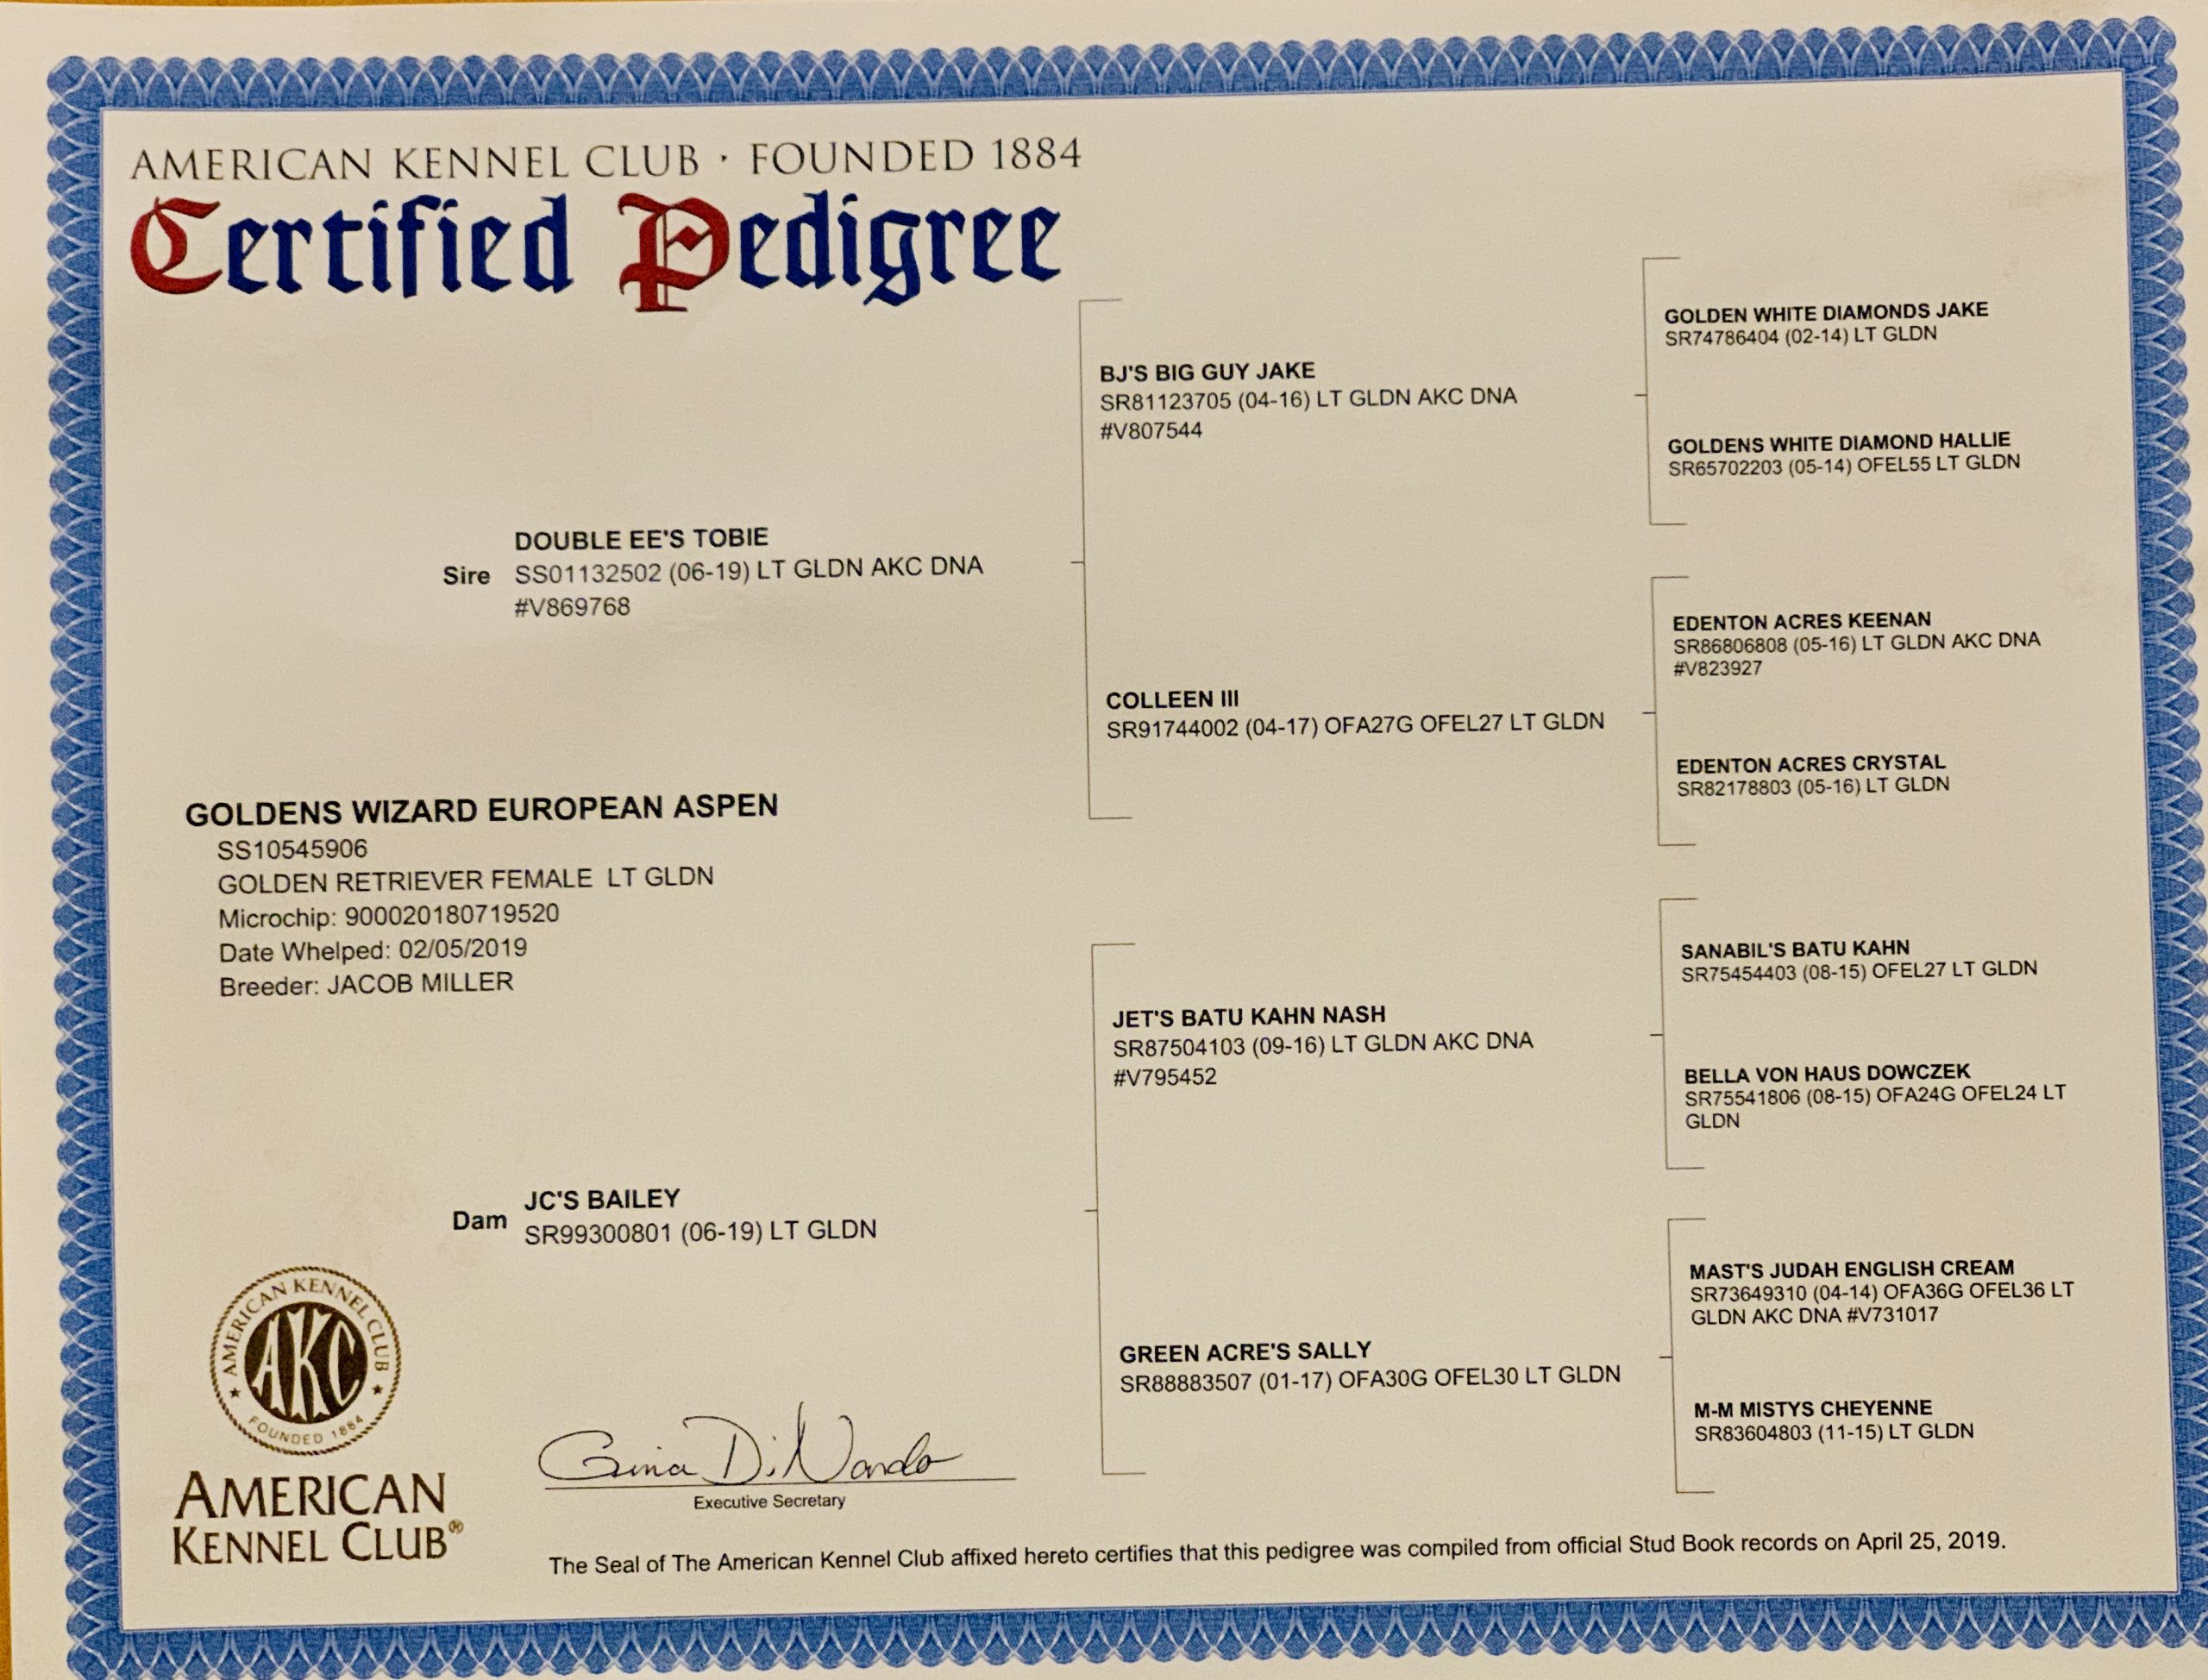 AMERICAN KENNEL CLUB · FOUNDED 1884
Certified Pedigree
GOLDEN WHITE DIAMONDS JAKE
SR74786404 (02-14) LT GLDN
BJ'S BIG GUY JAKE
SR81123705 (04-16) LT GLDN AKC DNA
#V807544
GOLDENS WHITE DIAMOND HALLIE
SR65702203 (05-14) OFEL55 LT GLDN
DOUBLE EE'S TOBIE
Sire SS01132502 (06-19) LT GLDN AKC DNA
#V869768
EDENTON ACRES KEENAN
SR86806808 (05-16) LT GLDN AKC DNA
#V823927
COLLEEN III
SR91744002 (04-17) OFA27G OFEL27 LT GLDN
EDENTON ACRES CRYSTAL
SR82178803 (05-16) LT GLDN
GOLDENS WIZARD EUROPEAN ASPEN
SS10545906
GOLDEN RETRIEVER FEMALE LT GLDN
Microchip: 900020180719520
Date Whelped: 02/05/2019
Breeder: JACOB MILLER
SANABIL'S BATU KAHN
SR75454403 (08-15) OFEL27 LT GLDN
JET'S BATU KAHN NASH
SR87504103 (09-16) LT GLDN AKC DNA
#V795452
BELLA VON HAUS DOWCZEK
SR75541806 (08-15) OFA24G OFEL24 LT
GLDN
JC'S BAILEY
Dam
SR99300801 (06-19) LT GLDN
MAST'S JUDAH ENGLISH CREAM
SR73649310 (04-14) OFA36G OFEL36 LT
GLDN AKC DNA #V731017
GREEN ACRE'S SALLY
SR88883507 (01-17) OFA30G OFEL30 LT GLDN
M-M MISTYS CHEYENNE
SR83604803 (11-15) LT GLDN
AMERICAN KENNEL CLUB
AKC
FOUNDED 1884
AMERICAN
KENNEL CLUB®
Gina DiNardo
Executive Secretary
The Seal of The American Kennel Club affixed hereto certifies that this pedigree was compiled from official Stud Book records on April 25, 2019.